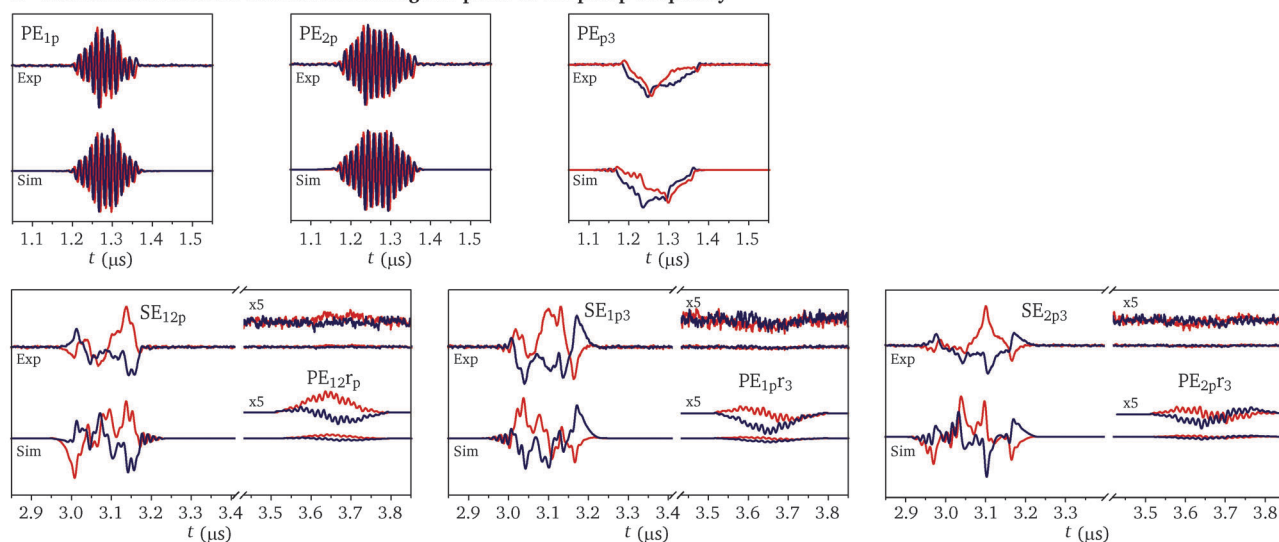 PE1p
Exp
Sim
1.1 1.2 1.3 1.4 1.5
t (μs)
PE2p
Exp
Sim
1.1 1.2 1.3 1.4 1.5
t (μs)
PEp3
Exp
Sim
1.1 1.2 1.3 1.4 1.5
t (μs)
SE12p
x5
Exp
PE12rp
x5
Sim
2.9 3.0 3.1 3.2 3.4 3.5 3.6 3.7 3.8
t (μs)
SE1p3
x5
Exp
PE1pr3
x5
Sim
2.9 3.0 3.1 3.2 3.3 3.4 3.5 3.6 3.7 3.8
t (μs)
SE2p3
x5
Exp
PE2pr3
x5
Sim
2.9 3.0 3.1 3.2 3.3 3.5 3.6 3.7 3.8
t (μs)